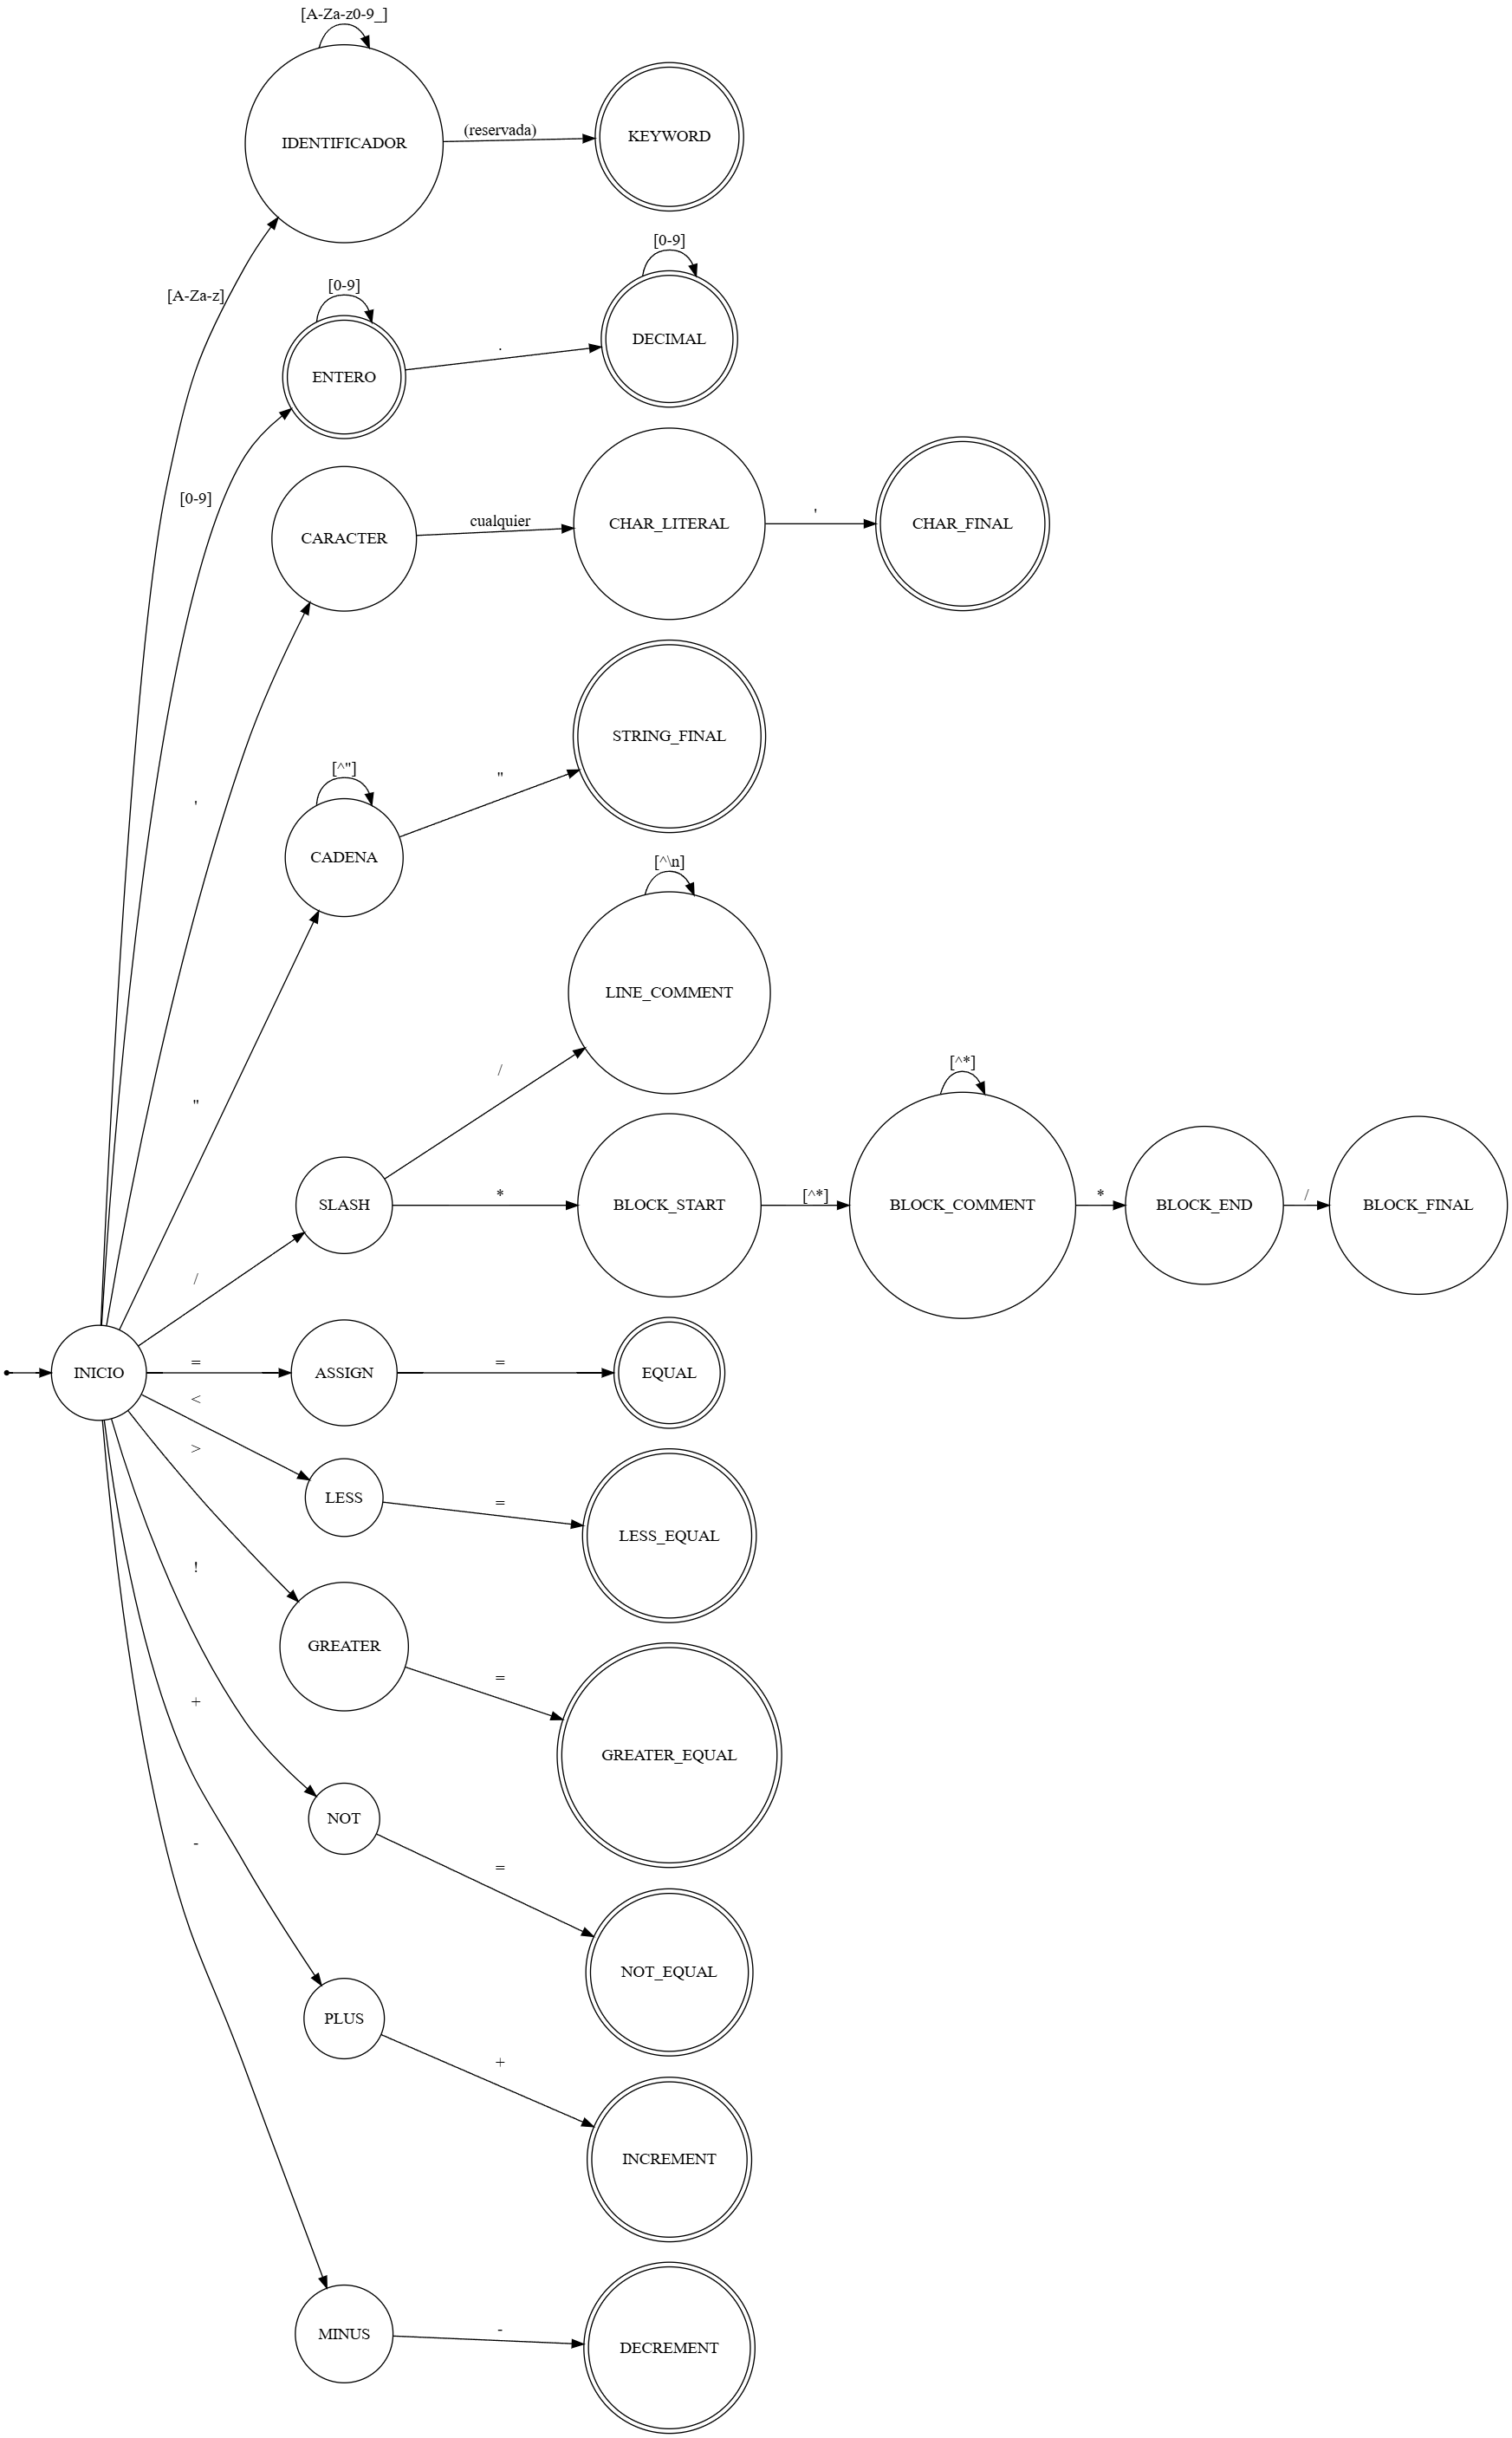 [A-Za-z0-9_]
IDENTIFICADOR
(reservada)
KEYWORD
[A-Za-z]
[0-9]
ENTERO
.
[0-9]
DECIMAL
[0-9]
CARACTER
cualquier
CHAR_LITERAL
'
CHAR_FINAL
'
STRING_FINAL
[^"]
"
CADENA
[^\n]
LINE_COMMENT
"
/
[^*]
SLASH
*
BLOCK_START
[^*]
BLOCK_COMMENT
*
BLOCK_END
/
BLOCK_FINAL
/
INICIO
=
ASSIGN
=
EQUAL
<
>
LESS
=
LESS_EQUAL
!
GREATER
=
GREATER_EQUAL
+
NOT
=
NOT_EQUAL
-
PLUS
+
INCREMENT
MINUS
-
DECREMENT